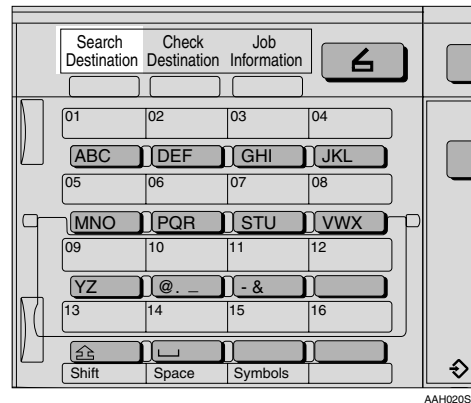 Search Check Job
Destination Destination Information
01 02 03 04
ABC DEF GHI JKL
05 06 07 08
MNO PQR STU VWX
09 10 11 12
YZ @. _ - &
13 14 15 16
Shift Space Symbols
AAH020S